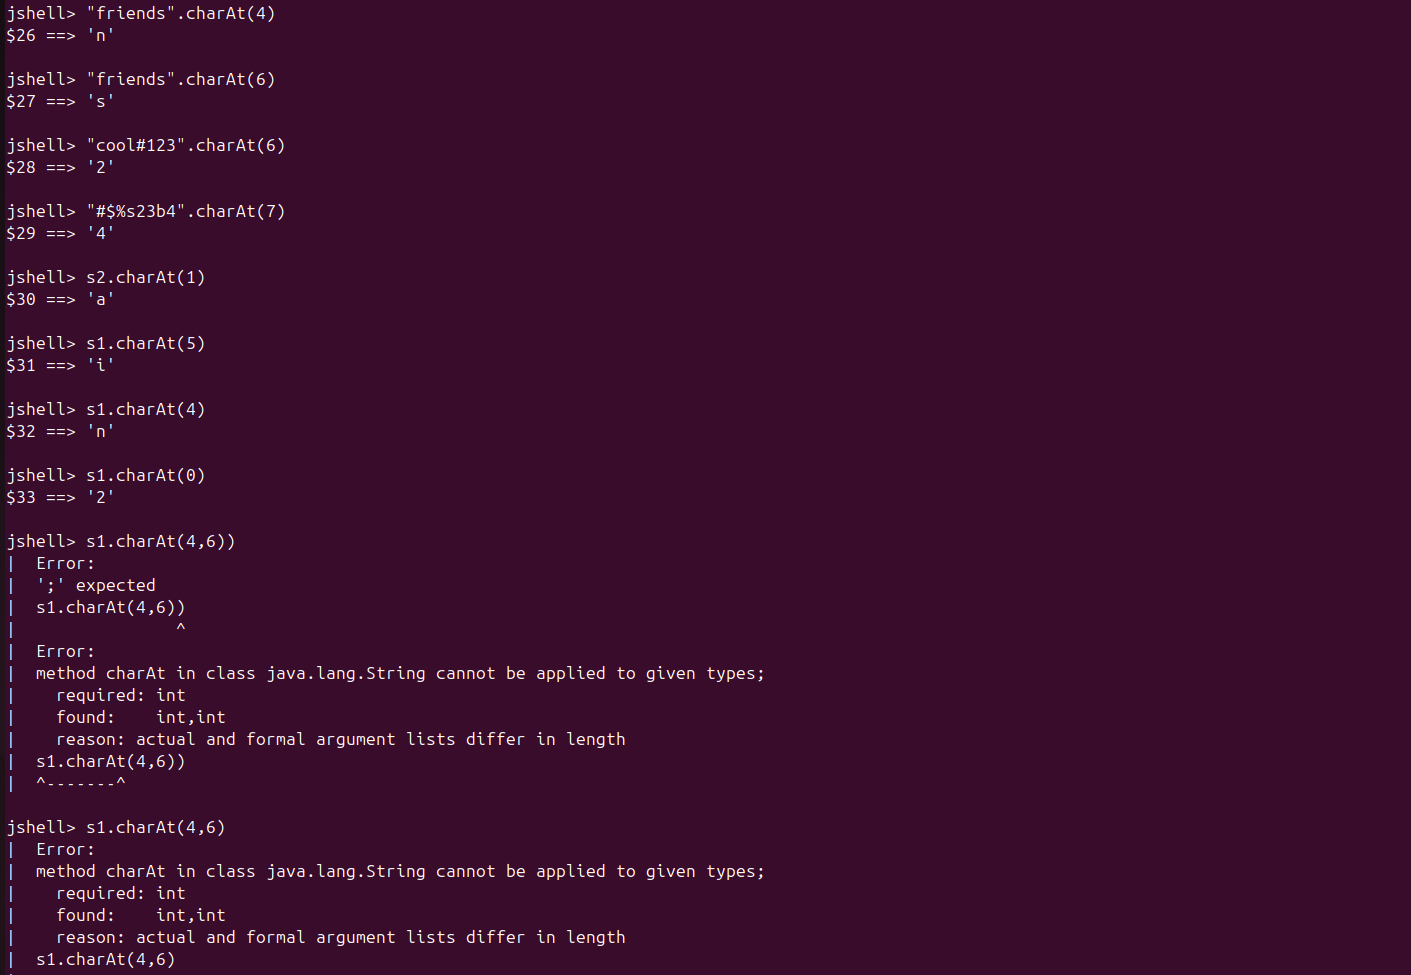 jshell> "friends".charAt(4)
$26 ==> 'n'
jshell> "friends".charAt(6)
$27 ==> 's'
jshell> "cool#123".charAt(6)
$28 ==> '2'
jshell> "#$%s23b4".charAt(7)
$29 ==> '4'
jshell> s2.charAt(1)
$30 ==> 'a'
jshell> s1.charAt(5)
$31 ==> 'i'
jshell> s1.charAt(4)
$32 ==> 'n'
jshell> s1.charAt(0)
$33 ==> '2'
jshell> s1.charAt(4,6))
|  Error:
|  ';' expected
|  s1.charAt(4,6))
|                ^
|  Error:
|  method charAt in class java.lang.String cannot be applied to given types;
|    required: int
|    found:    int,int
|    reason: actual and formal argument lists differ in length
|  s1.charAt(4,6))
|  ^-------^
jshell> s1.charAt(4,6)
|  Error:
|  method charAt in class java.lang.String cannot be applied to given types;
|    required: int
|    found:    int,int
|    reason: actual and formal argument lists differ in length
|  s1.charAt(4,6)